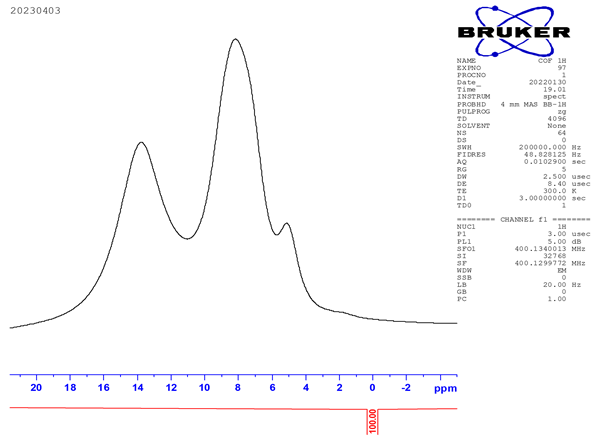 20230403
BRUKER
NAME COF 1H
EXPNO 97
PROCNO 1
Date_ 20220130
Time 19.01
INSTRUM spect
PROBHD 4 mm MAS BB-1H
PULPROG zg
TD 4096
SOLVENT None
NS 64
DS 0
SWH 200000.000 Hz
FIDRES 48.828125 Hz
AQ 0.0102900 sec
RG 5
DW 2.500 usec
DE 8.40 usec
TE 300.0 K
D1 3.00000000 sec
TD0 1
======== CHANNEL f1 ========
NUC1 1H
P1 3.00 usec
PL1 5.00 dB
SFO1 400.1340013 MHz
SI 32768
SF 400.1299772 MHz
WDW EM
SSB 0
LB 20.00 Hz
GB 0
PC 1.00
20 18 16 14 12 10 8 6 4 2 0 -2 ppm
100.00